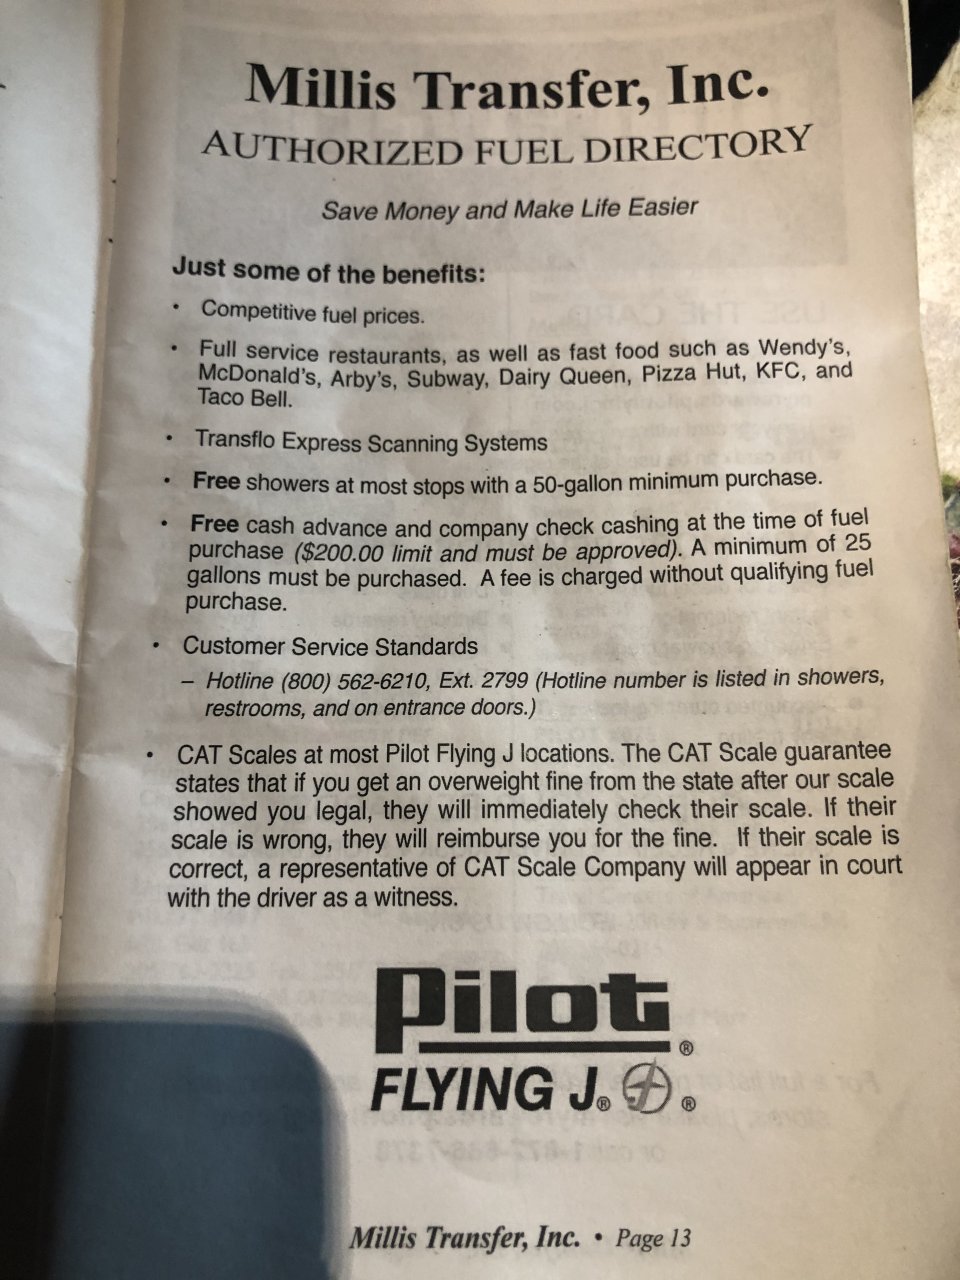 Millis Transfer, Inc.
AUTHORIZED FUEL DIRECTORY
Save Money and Make Life Easier
Just some of the benefits:
• Competitive fuel prices.
• Full service restaurants, as well as fast food such as Wendy's,
McDonald's, Arby's, Subway, Dairy Queen, Pizza Hut, KFC, and
Taco Bell.
• Transflo Express Scanning Systems
• Free showers at most stops with a 50-gallon minimum purchase.
• Free cash advance and company check cashing at the time of fuel
purchase ($200.00 limit and must be approved). A minimum of 25
gallons must be purchased. A fee is charged without qualifying fuel
purchase.
• Customer Service Standards
– Hotline (800) 562-6210, Ext. 2799 (Hotline number is listed in showers,
restrooms, and on entrance doors.)
• CAT Scales at most Pilot Flying J locations. The CAT Scale guarantee
states that if you get an overweight fine from the state after our scale
showed you legal, they will immediately check their scale. If their
scale is wrong, they will reimburse you for the fine. If their scale is
correct, a representative of CAT Scale Company will appear in court
with the driver as a witness.
Pilot ®
FLYING J® ®
Millis Transfer, Inc. • Page 13